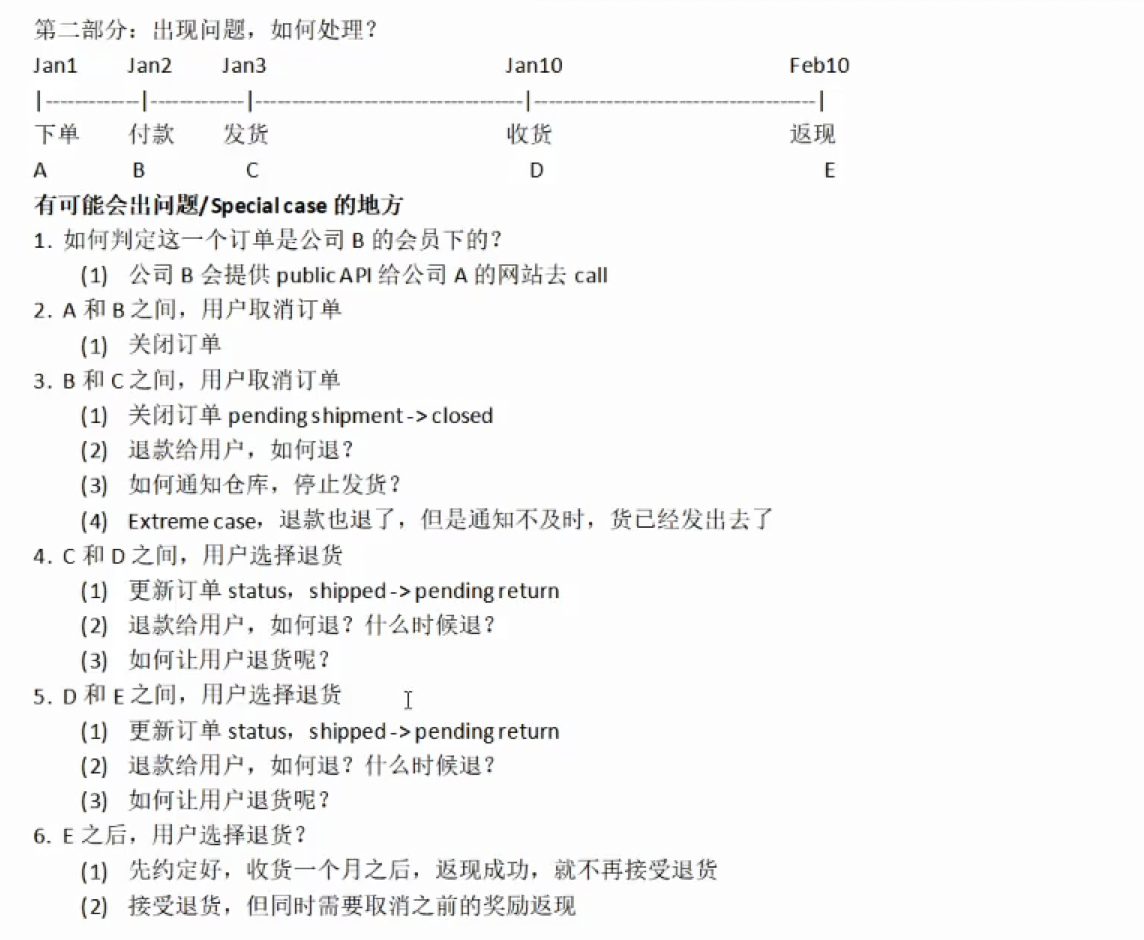 第二部分：出现问题，如何处理？
Jan1 Jan2 Jan3 Jan10 Feb10
|-------------|-------------|------------------------------------|--------------------------------------|
下单 付款 发货 收货 返现
A B C D E
有可能会出问题/Special case 的地方
1. 如何判定这一个订单是公司 B 的会员下的？
(1) 公司 B 会提供 public API 给公司 A 的网站去 call
2. A 和 B 之间，用户取消订单
(1) 关闭订单
3. B 和 C 之间，用户取消订单
(1) 关闭订单 pending shipment -> closed
(2) 退款给用户，如何退？
(3) 如何通知仓库，停止发货？
(4) Extreme case，退款也退了，但是通知不及时，货已经发出去了
4. C 和 D 之间，用户选择退货
(1) 更新订单 status，shipped -> pending return
(2) 退款给用户，如何退？什么时候退？
(3) 如何让用户退货呢？
5. D 和 E 之间，用户选择退货
(1) 更新订单 status，shipped -> pending return
(2) 退款给用户，如何退？什么时候退？
(3) 如何让用户退货呢？
6. E 之后，用户选择退货？
(1) 先约定好，收货一个月之后，返现成功，就不再接受退货
(2) 接受退货，但同时需要取消之前的奖励返现